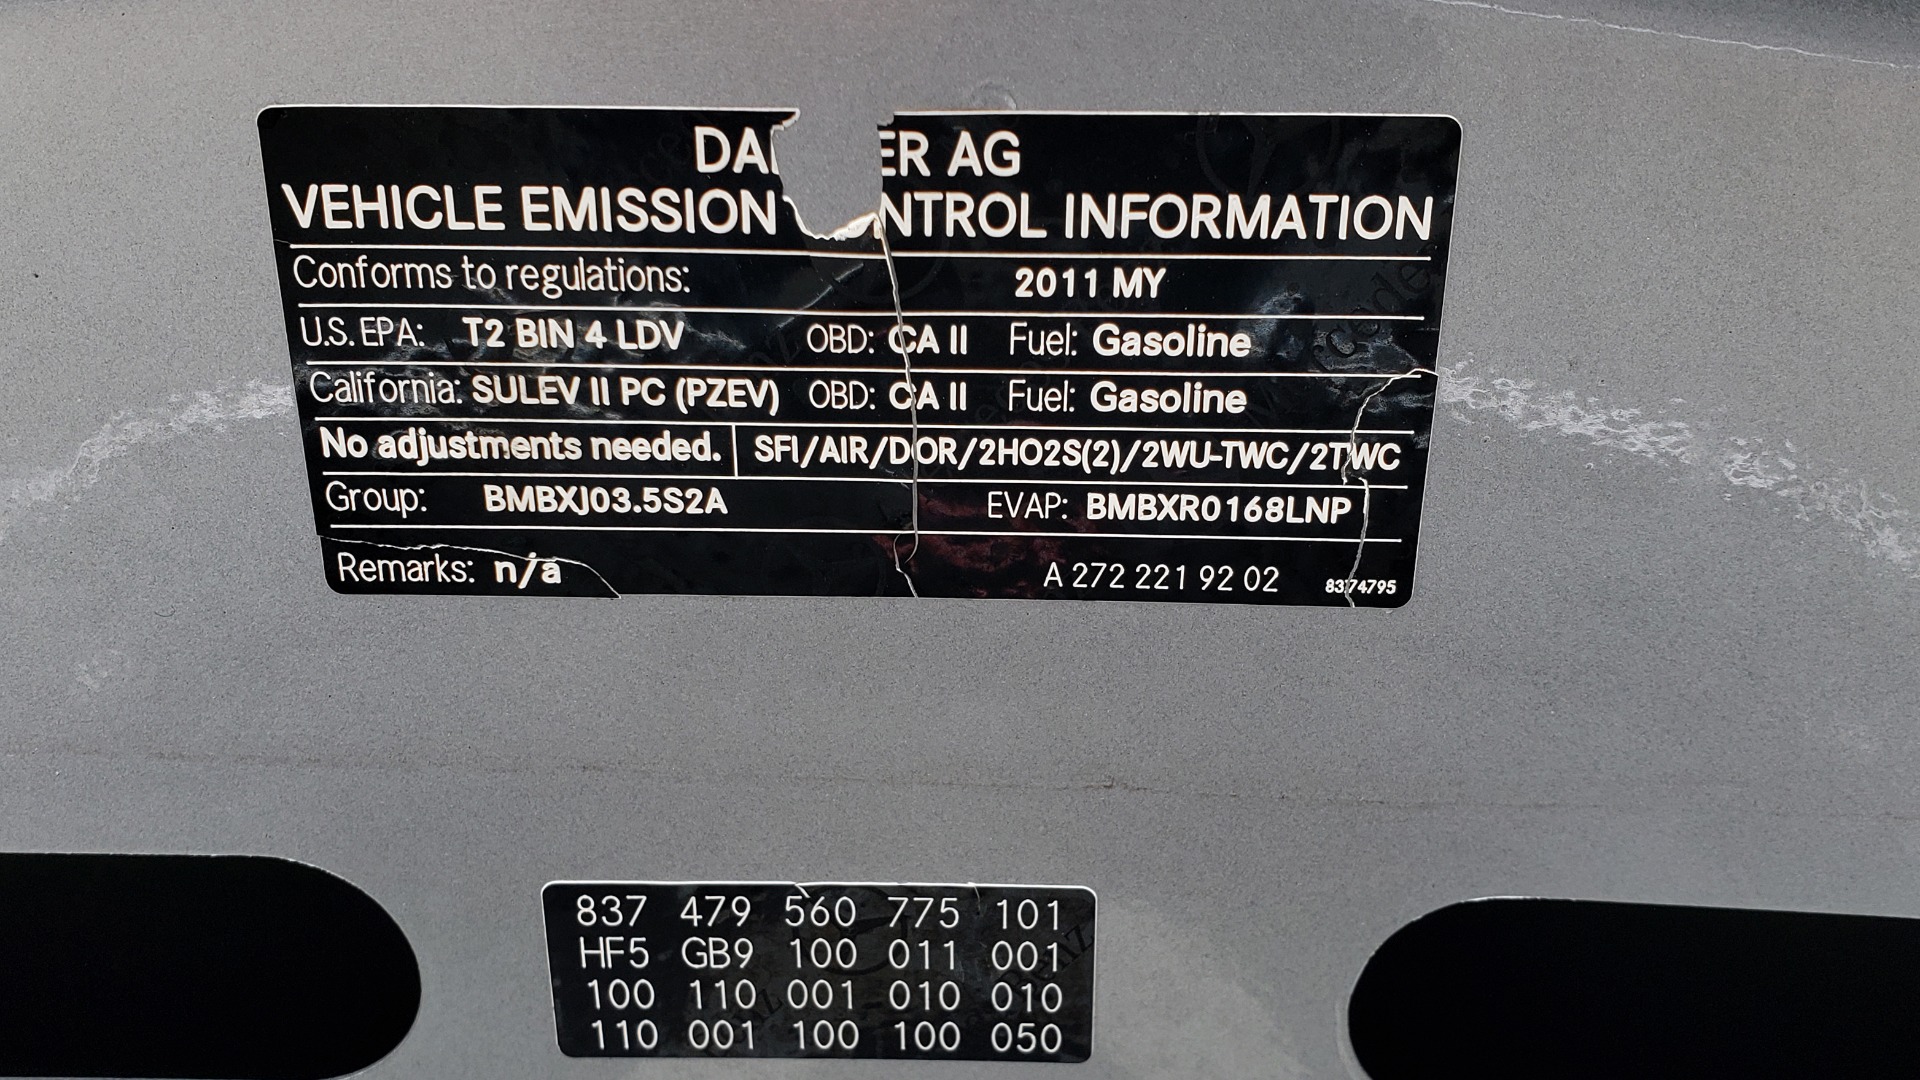 ER AG
VEHICLE EMISSION NTROL INFORMATION
Conforms to regulations: 2011 MY
U.S. EPA: T2 BIN 4 LDV OBD: CA II Fuel: Gasoline
California: SULEV II PC (PZEV) OBD: CA II Fuel: Gasoline
No adjustments needed. SFI/AIR/DOR/2HO2S(2)/2WU-TWC/2TWC
Group: BMBXJ03.5S2A EVAP: BMBXR0168LNP
Remarks: n/a A 272 221 92 02 8374795
837 479 560 775 101
HF5 GB9 100 011 001
100 110 001 010 010
110 001 100 100 050